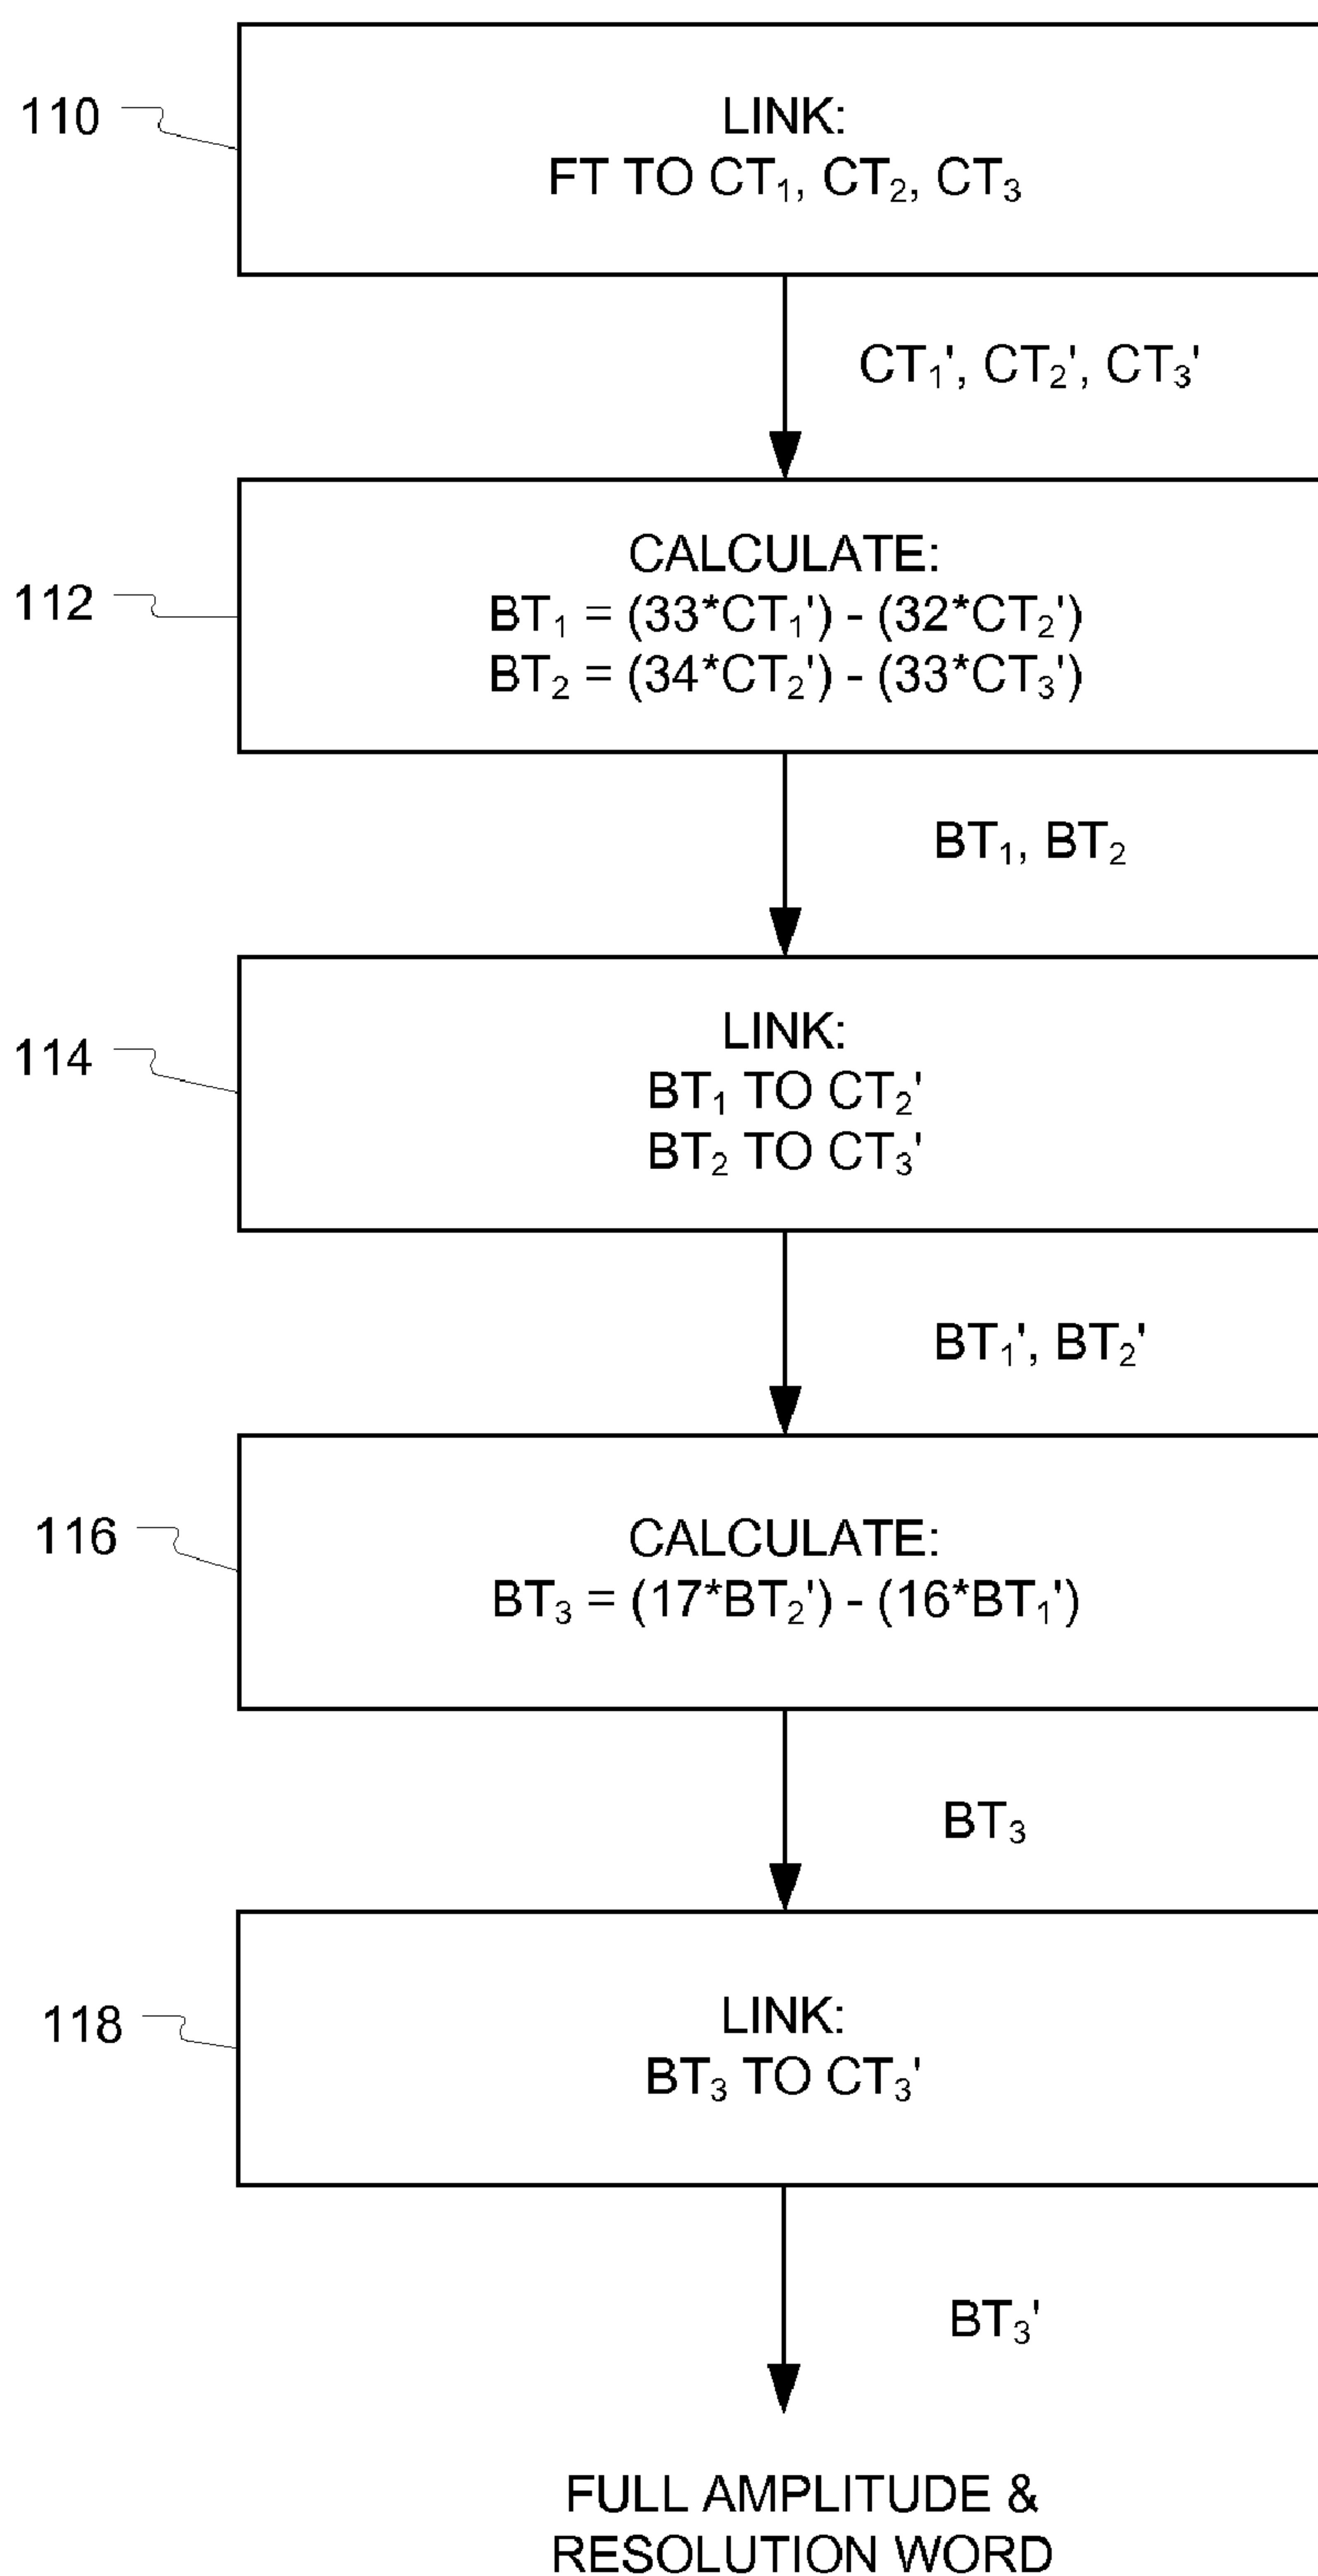 110
LINK:
FT TO CT₁, CT₂, CT₃
CT₁', CT₂', CT₃'
112
CALCULATE:
BT₁ = (33*CT₁') - (32*CT₂')
BT₂ = (34*CT₂') - (33*CT₃')
BT₁, BT₂
114
LINK:
BT₁ TO CT₂'
BT₂ TO CT₃'
BT₁', BT₂'
116
CALCULATE:
BT₃ = (17*BT₂') - (16*BT₁')
BT₃
118
LINK:
BT₃ TO CT₃'
BT₃'
FULL AMPLITUDE &
RESOLUTION WORD